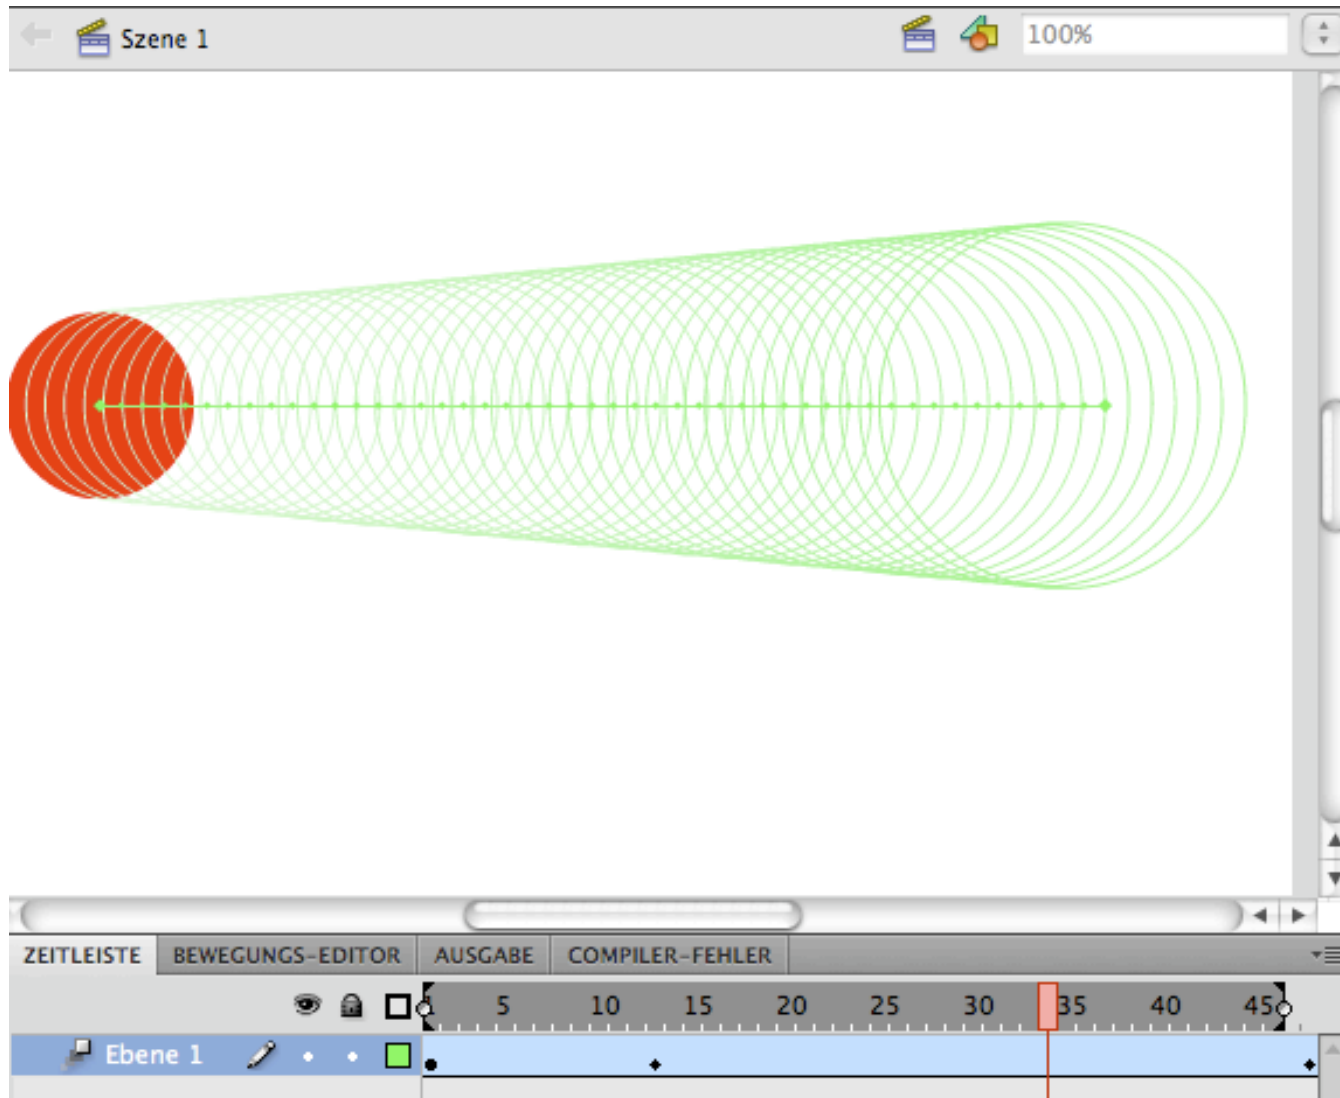 Szene 1 100%
ZEITLEISTE BEWEGUNGS-EDITOR AUSGABE COMPILER-FEHLER
1 5 10 15 20 25 30 35 40 45
Ebene 1